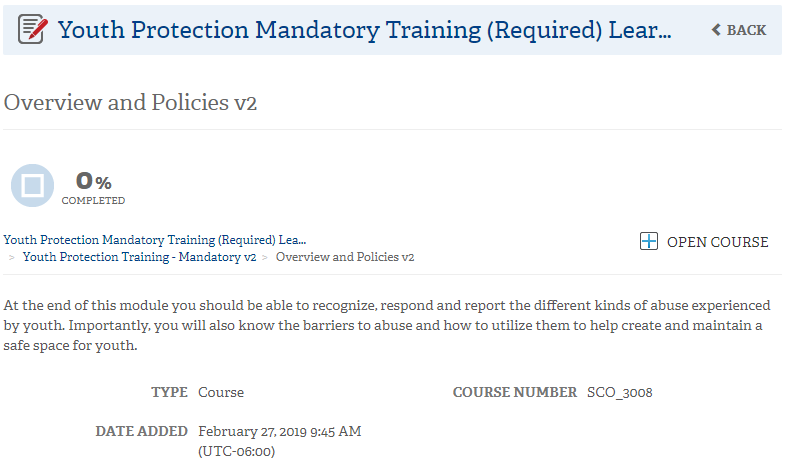 Youth Protection Mandatory Training (Required) Lear...
BACK
Overview and Policies v2
0%
COMPLETED
Youth Protection Mandatory Training (Required) Lea...
> Youth Protection Training - Mandatory v2 > Overview and Policies v2
OPEN COURSE
At the end of this module you should be able to recognize, respond and report the different kinds of abuse experienced
by youth. Importantly, you will also know the barriers to abuse and how to utilize them to help create and maintain a
safe space for youth.
TYPE Course
COURSE NUMBER SCO_3008
DATE ADDED February 27, 2019 9:45 AM
(UTC-06:00)